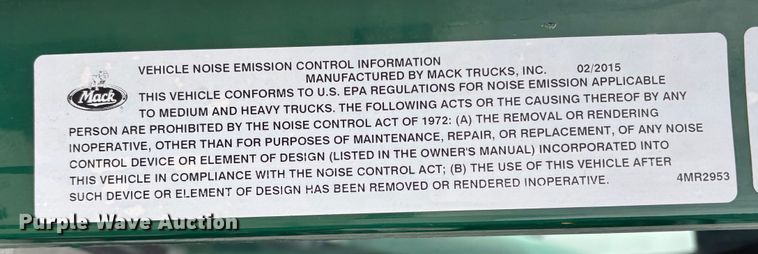 VEHICLE NOISE EMISSION CONTROL INFORMATION
MANUFACTURED BY MACK TRUCKS, INC. 02/2015
Mack
THIS VEHICLE CONFORMS TO U.S. EPA REGULATIONS FOR NOISE EMISSION APPLICABLE
TO MEDIUM AND HEAVY TRUCKS. THE FOLLOWING ACTS OR THE CAUSING THEREOF BY ANY
PERSON ARE PROHIBITED BY THE NOISE CONTROL ACT OF 1972: (A) THE REMOVAL OR RENDERING
INOPERATIVE, OTHER THAN FOR PURPOSES OF MAINTENANCE, REPAIR, OR REPLACEMENT, OF ANY NOISE
CONTROL DEVICE OR ELEMENT OF DESIGN (LISTED IN THE OWNER'S MANUAL) INCORPORATED INTO
THIS VEHICLE IN COMPLIANCE WITH THE NOISE CONTROL ACT; (B) THE USE OF THIS VEHICLE AFTER
SUCH DEVICE OR ELEMENT OF DESIGN HAS BEEN REMOVED OR RENDERED INOPERATIVE. 4MR2953
Purple Wave Auction